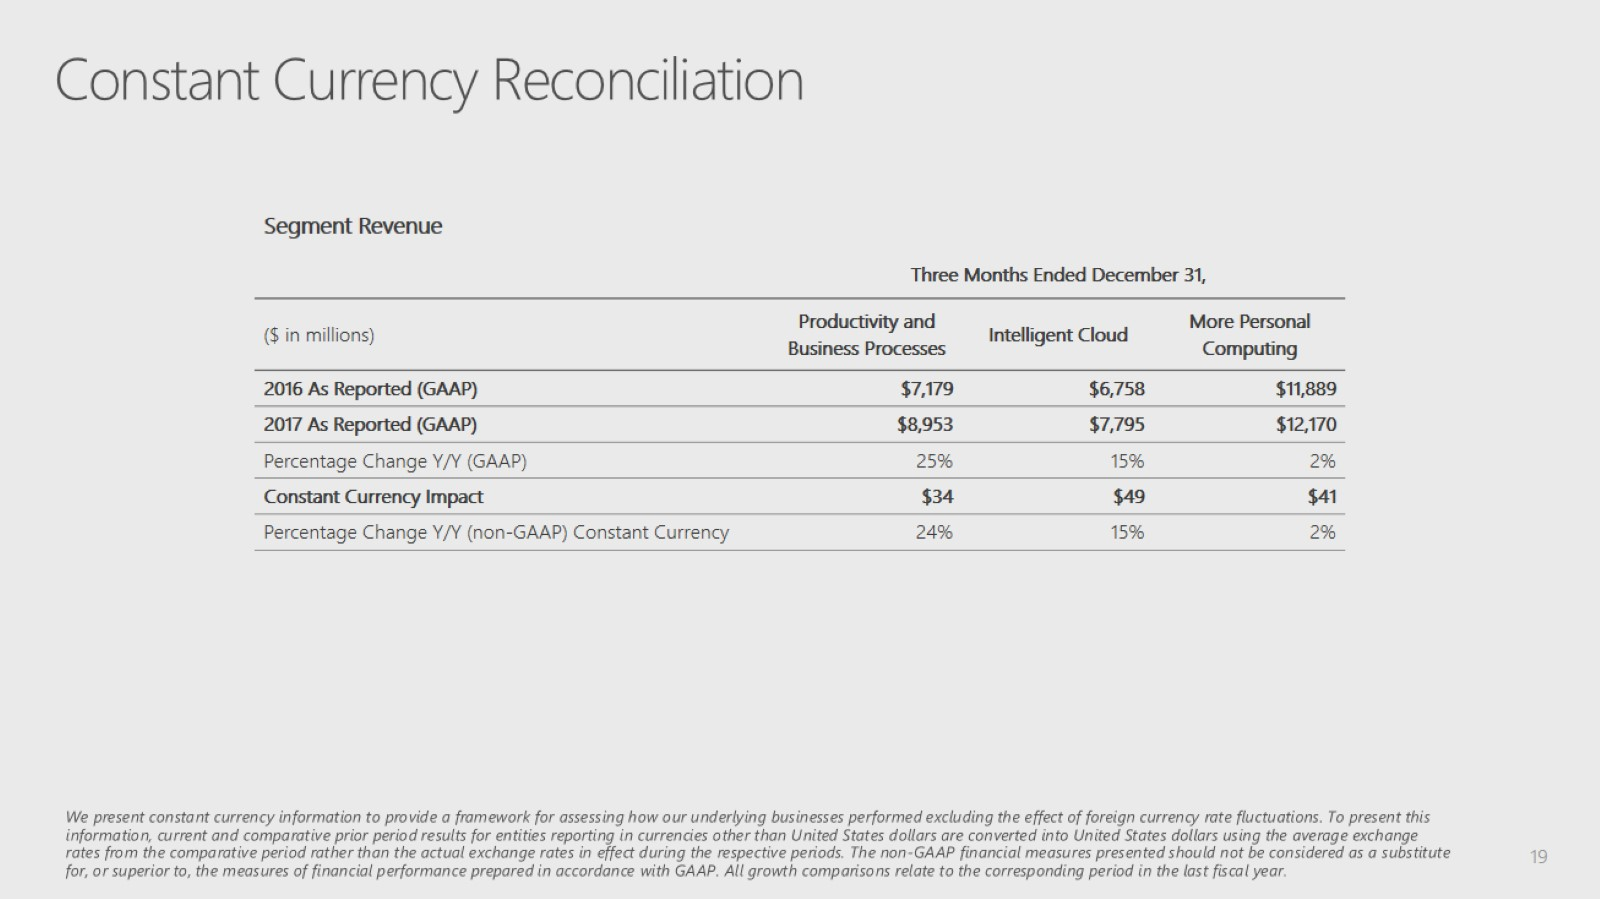 Constant Currency Reconciliation
Segment Revenue
Three Months Ended December 31,
($ in millions)
Productivity and
Business Processes
Intelligent Cloud
More Personal
Computing
2016 As Reported (GAAP) $7,179 $6,758 $11,889
2017 As Reported (GAAP) $8,953 $7,795 $12,170
Percentage Change Y/Y (GAAP) 25% 15% 2%
Constant Currency Impact $34 $49 $41
Percentage Change Y/Y (non-GAAP) Constant Currency 24% 15% 2%
We present constant currency information to provide a framework for assessing how our underlying businesses performed excluding the effect of foreign currency rate fluctuations. To present this
information, current and comparative prior period results for entities reporting in currencies other than United States dollars are converted into United States dollars using the average exchange
rates from the comparative period rather than the actual exchange rates in effect during the respective periods. The non-GAAP financial measures presented should not be considered as a substitute
for, or superior to, the measures of financial performance prepared in accordance with GAAP. All growth comparisons relate to the corresponding period in the last fiscal year.
19